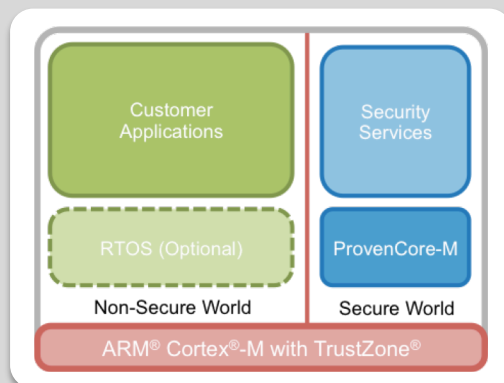 Customer
Applications
Security
Services
RTOS (Optional)
ProvenCore-M
Non-Secure World
Secure World
ARM® Cortex®-M with TrustZone®